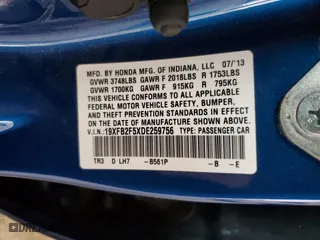 MFD. BY HONDA MFG. OF INDIANA, LLC 07/'13
GVWR 3748LBS GAWR F 2018LBS R 1753LBS
GVWR 1700KG GAWR F 915KG R 795KG
THIS VEHICLE CONFORMS TO ALL APPLICABLE
FEDERAL MOTOR VEHICLE SAFETY, BUMPER,
AND THEFT PREVENTION STANDARDS
IN EFFECT ON THE DATE OF
MANUFACTURE SHOWN ABOVE.
V.I.N.: 19XFB2F5XDE259756 TYPE: PASSENGER CAR
TR3 D LH7 -B561P -B -E